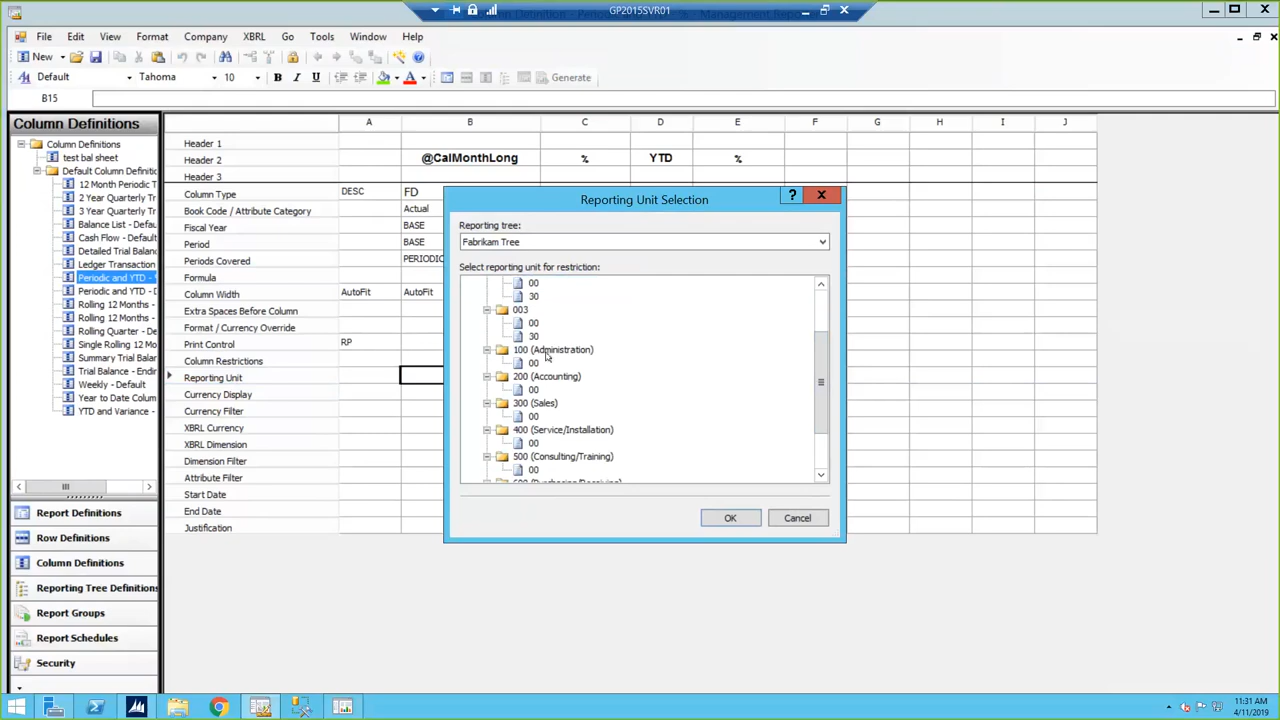 GP2015SVR01
File Edit View Format Company XBRL Go Tools Window Help
New
Default Tahoma 10 B I U A Generate
B15
Column Definitions
Column Definitions
test bal sheet
Default Column Definitic
12 Month Periodic T
2 Year Quarterly Tr
3 Year Quarterly Tr
Balance List - Defau
Cash Flow - Default
Detailed Trial Balanc
Ledger Transaction
Periodic and YTD -
Periodic and YTD - D
Rolling 12 Months -
Rolling 12 Months -
Rolling Quarter - De
Single Rolling 12 Mo
Summary Trial Balan
Trial Balance - Endin
Weekly - Default
Year to Date Colum
YTD and Variance -
Report Definitions
Row Definitions
Column Definitions
Reporting Tree Definitions
Report Groups
Report Schedules
Security
A B C D E F G H I J
Header 1
Header 2 @CalMonthLong % YTD %
Header 3
Column Type DESC FD
Book Code / Attribute Category Actual
Fiscal Year BASE
Period BASE
Periods Covered PERIODIC
Formula
Column Width AutoFit AutoFit
Extra Spaces Before Column
Format / Currency Override
Print Control RP
Column Restrictions
Reporting Unit
Currency Display
Currency Filter
XBRL Currency
XBRL Dimension
Dimension Filter
Attribute Filter
Start Date
End Date
Justification
Reporting Unit Selection
?
Reporting tree:
Fabrikam Tree
Select reporting unit for restriction:
00
30
003
00
30
100 (Administration)
00
200 (Accounting)
00
300 (Sales)
00
400 (Service/Installation)
00
500 (Consulting/Training)
00
OK Cancel
11:31 AM
4/11/2019